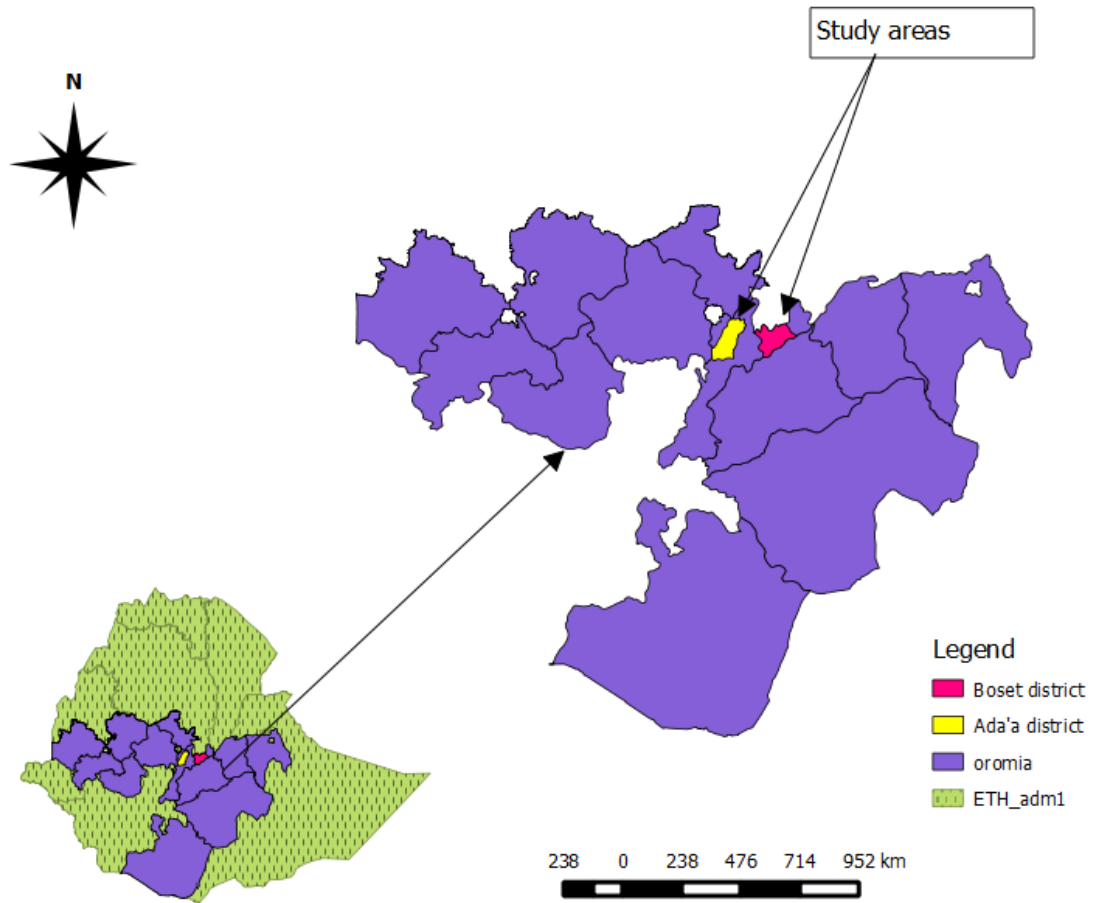 Study areas
N
Legend
Boset district
Ada'a district
oromia
ETH_adm1
238 0 238 476 714 952 km